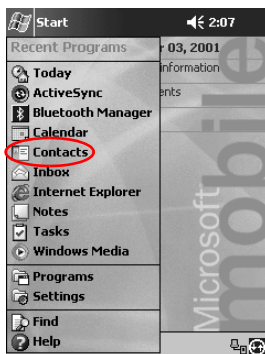 Start 2:07
Recent Programs
r 03, 2001
Today
information
ActiveSync
ents
Bluetooth Manager
Calendar
Contacts
Inbox
Internet Explorer
Notes
Tasks
Windows Media
Programs
Settings
Find
Help
Microsoft
mobile